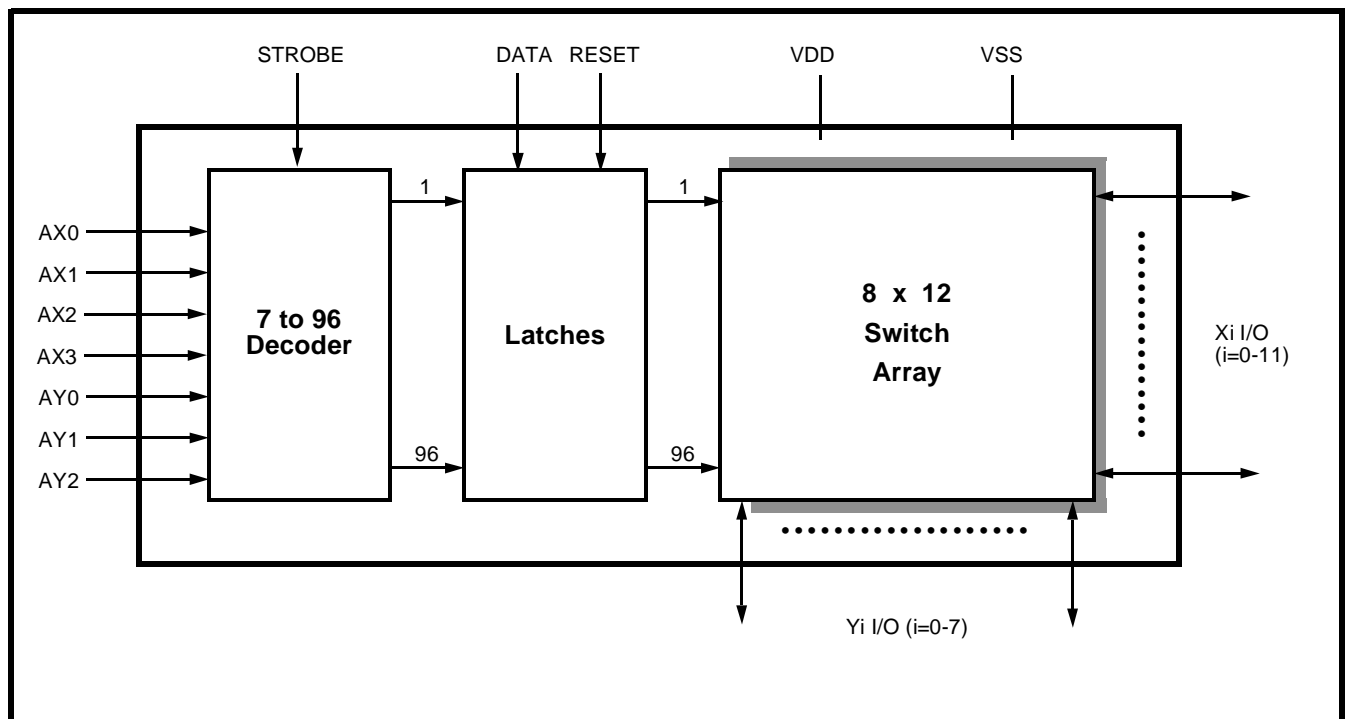 STROBE
DATA
RESET
VDD
VSS
AX0
AX1
AX2
AX3
AY0
AY1
AY2
7 to 96
Decoder
1
96
Latches
1
96
8 x 12
Switch
Array
Xi I/O
(i=0-11)
Yi I/O (i=0-7)